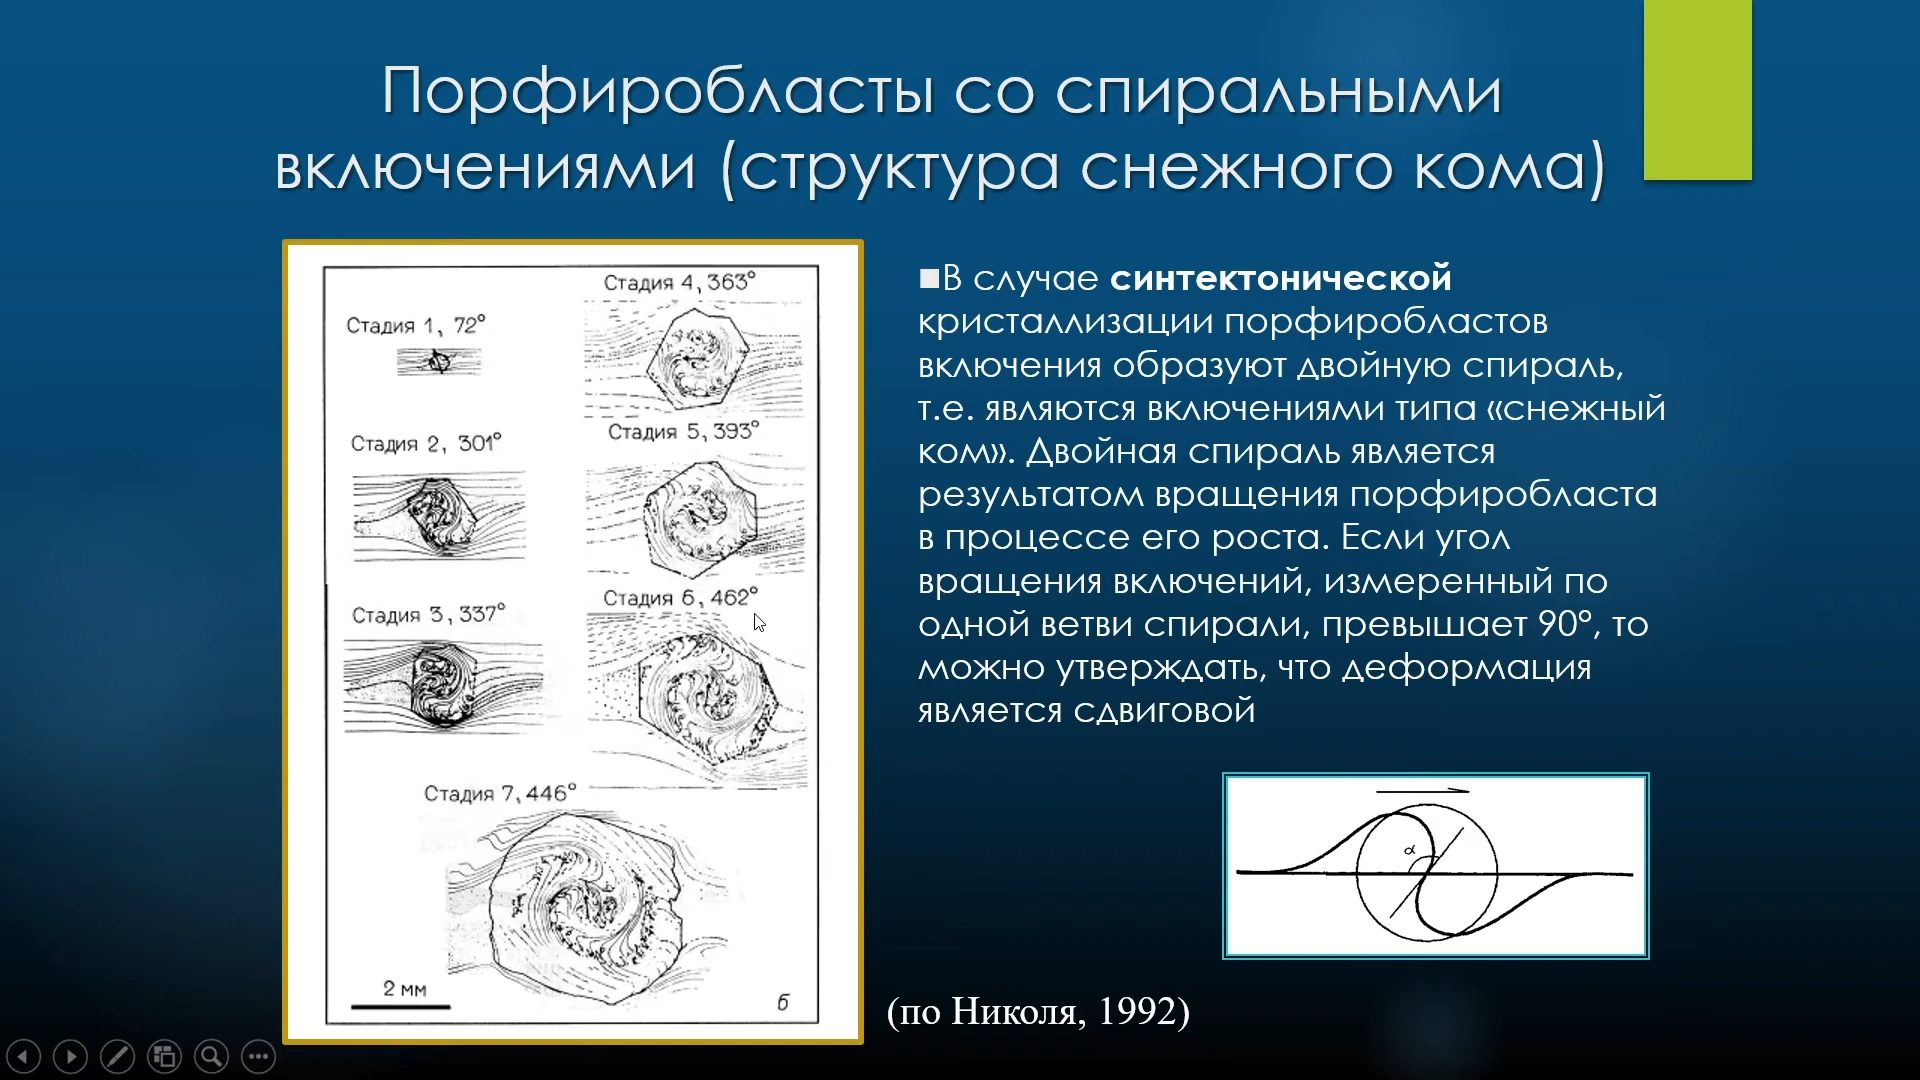 Порфиробласты со спиральными
включениями (структура снежного кома)
Стадия 1, 72°
Стадия 2, 301°
Стадия 3, 337°
Стадия 4, 363°
Стадия 5, 393°
Стадия 6, 462°
Стадия 7, 446°
2 мм
б
В случае синтектонической
кристаллизации порфиробластов
включения образуют двойную спираль,
т.е. являются включениями типа «снежный
ком». Двойная спираль является
результатом вращения порфиробласта
в процессе его роста. Если угол
вращения включений, измеренный по
одной ветви спирали, превышает 90°, то
можно утверждать, что деформация
является сдвиговой
α
(по Николя, 1992)